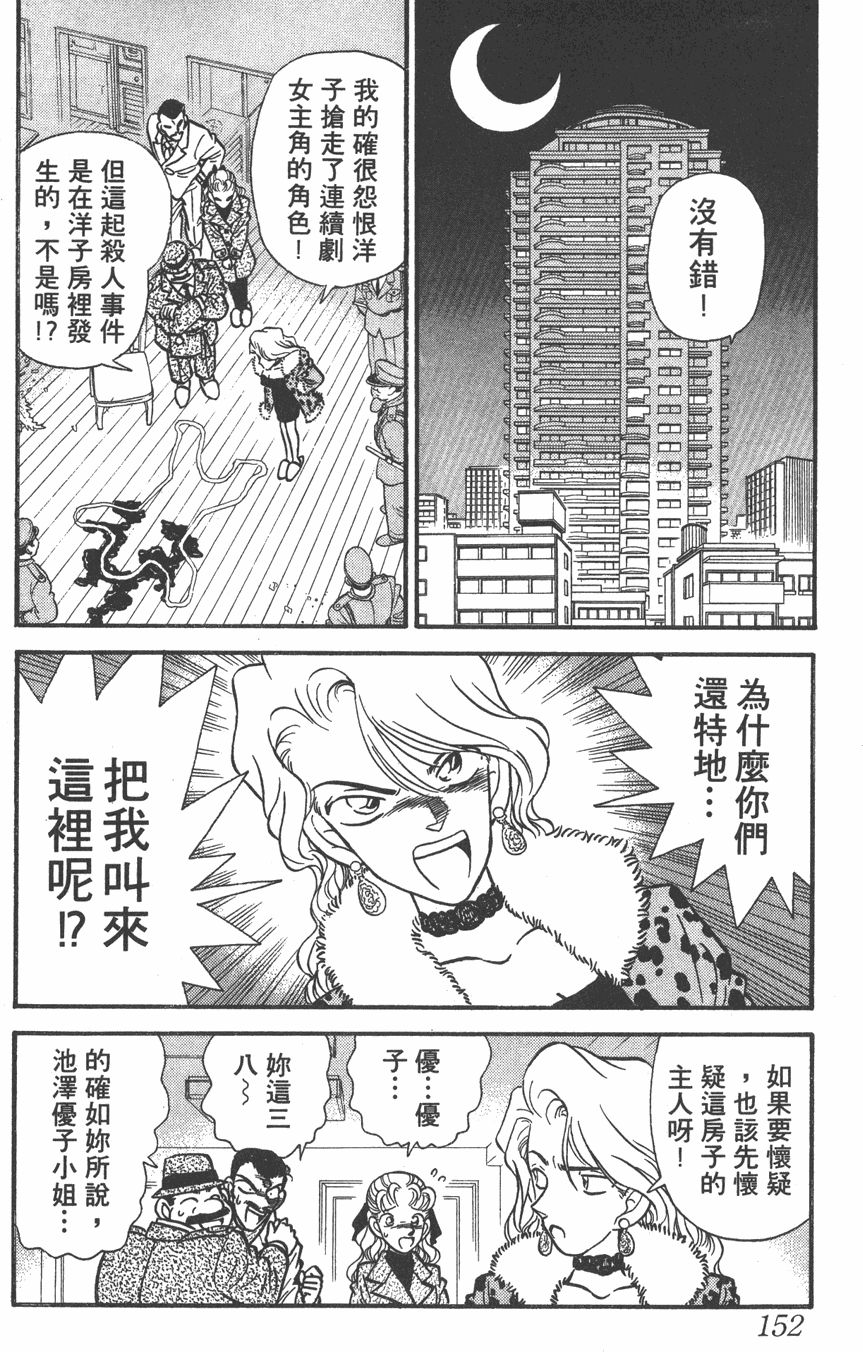 沒有錯！
我的確很怨恨洋
子搶走了連續劇
女主角的角色！
但這起殺人事件
是在洋子房裡發
生的，不是嗎!?
為什麼你們
還特地…
把我叫來
這裡呢!?
如果要懷疑
，也該先懷
疑這房子的
主人呀！
優…優
子…
妳這三
八～
的確如妳所說，
池澤優子小姐…
152